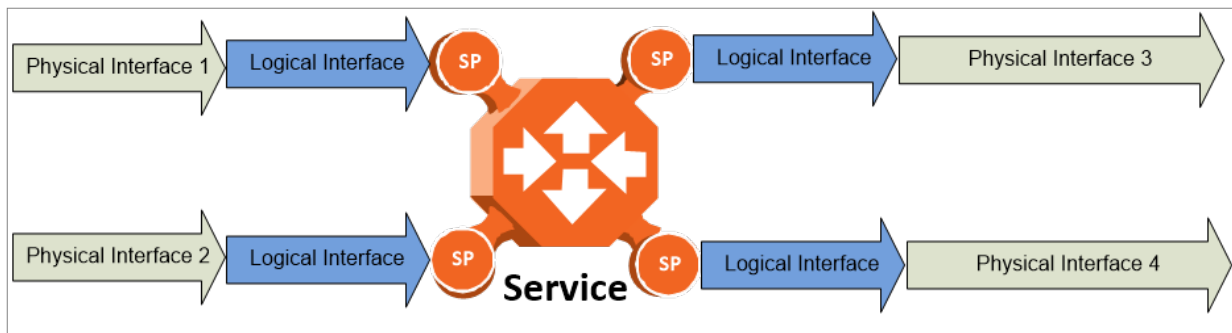 Physical Interface 1
Logical Interface
SP
SP
Logical Interface
Physical Interface 3
Physical Interface 2
Logical Interface
SP
SP
Logical Interface
Physical Interface 4
Service